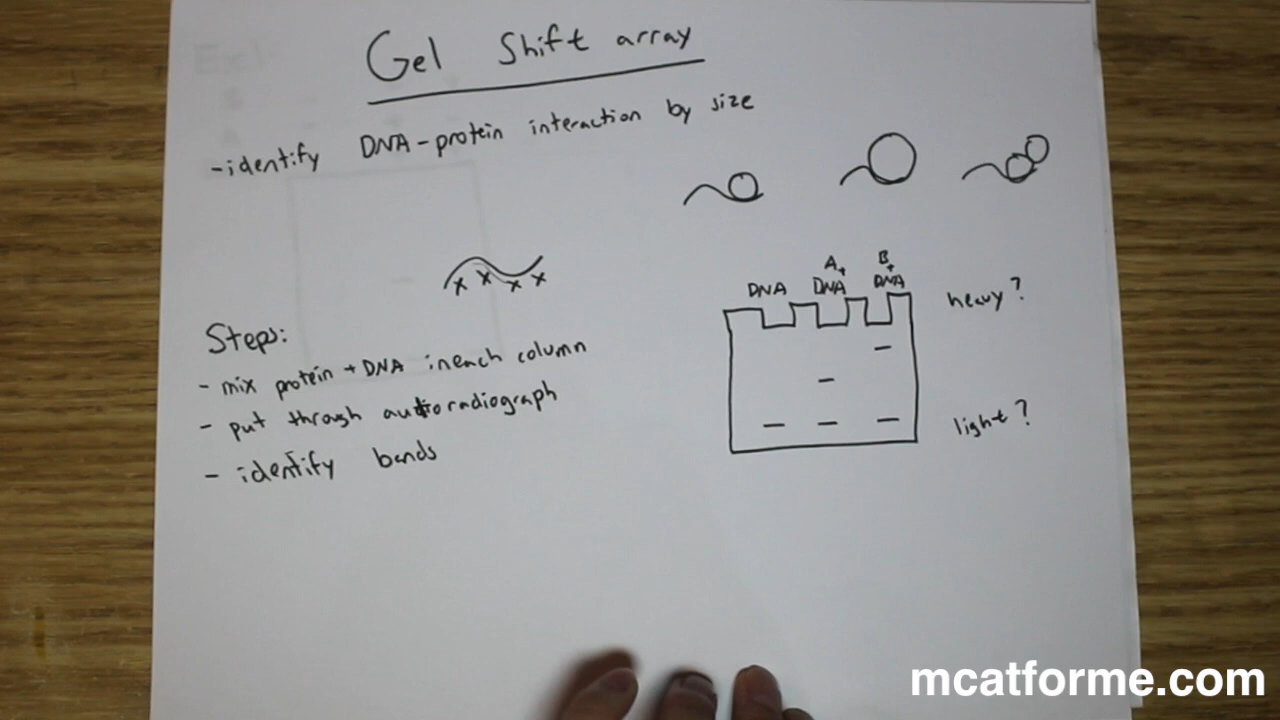 Gel Shift array
-identify DNA-protein interaction by size
x x x x
Steps:
- mix protein + DNA in each column
- put through autoradiograph
- identify bands
DNA
A+
DNA
B+
DNA
heavy?
light?
mcatforme.com